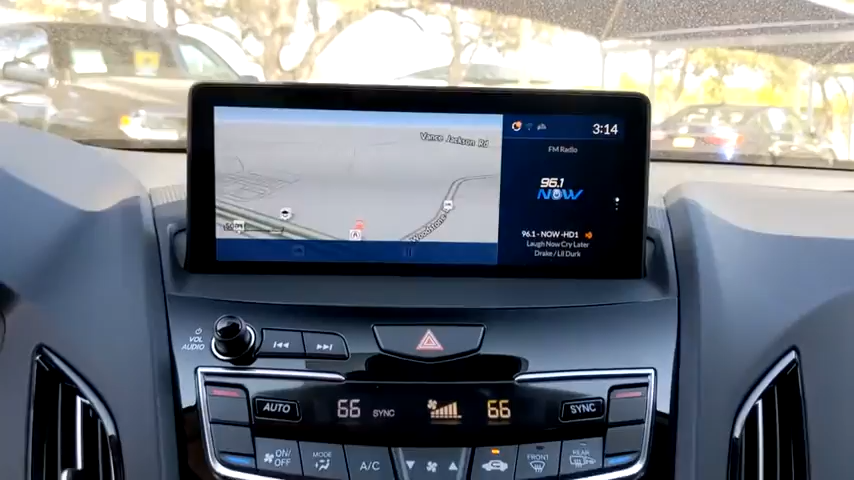 Vance Jackson Rd
3:14
FM Radio
96.1
NOW
Woodstone
96.1 - NOW -HD1
Laugh Now Cry Later
Drake / Lil Durk
VOL
AUDIO
AUTO
66 SYNC
66
SYNC
ON/
OFF
MODE
A/C
FRONT
REAR